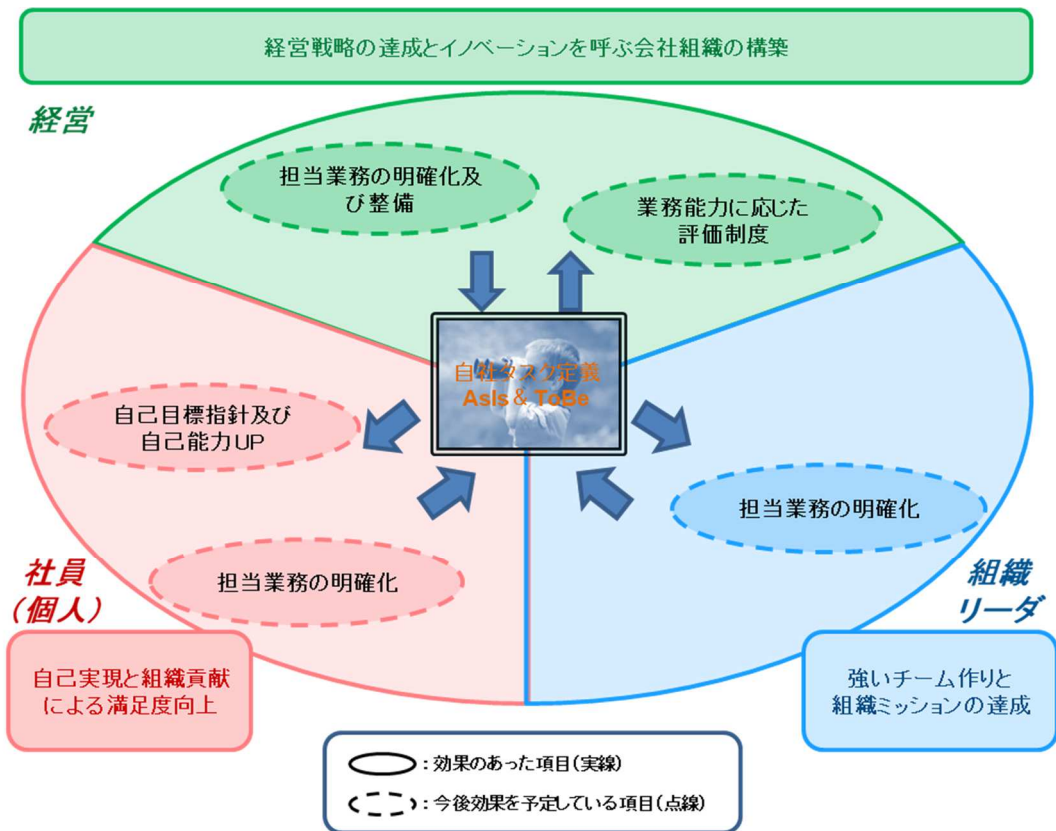 経営戦略の達成とイノベーションを呼ぶ会社組織の構築
経営
担当業務の明確化及
び整備
業務能力に応じた
評価制度
自社タスク定義
AsIs & ToBe
自己目標指針及び
自己能力UP
担当業務の明確化
担当業務の明確化
社員
(個人)
組織
リーダ
自己実現と組織貢献
による満足度向上
強いチーム作りと
組織ミッションの達成
:効果のあった項目(実線)
:今後効果を予定している項目(点線)